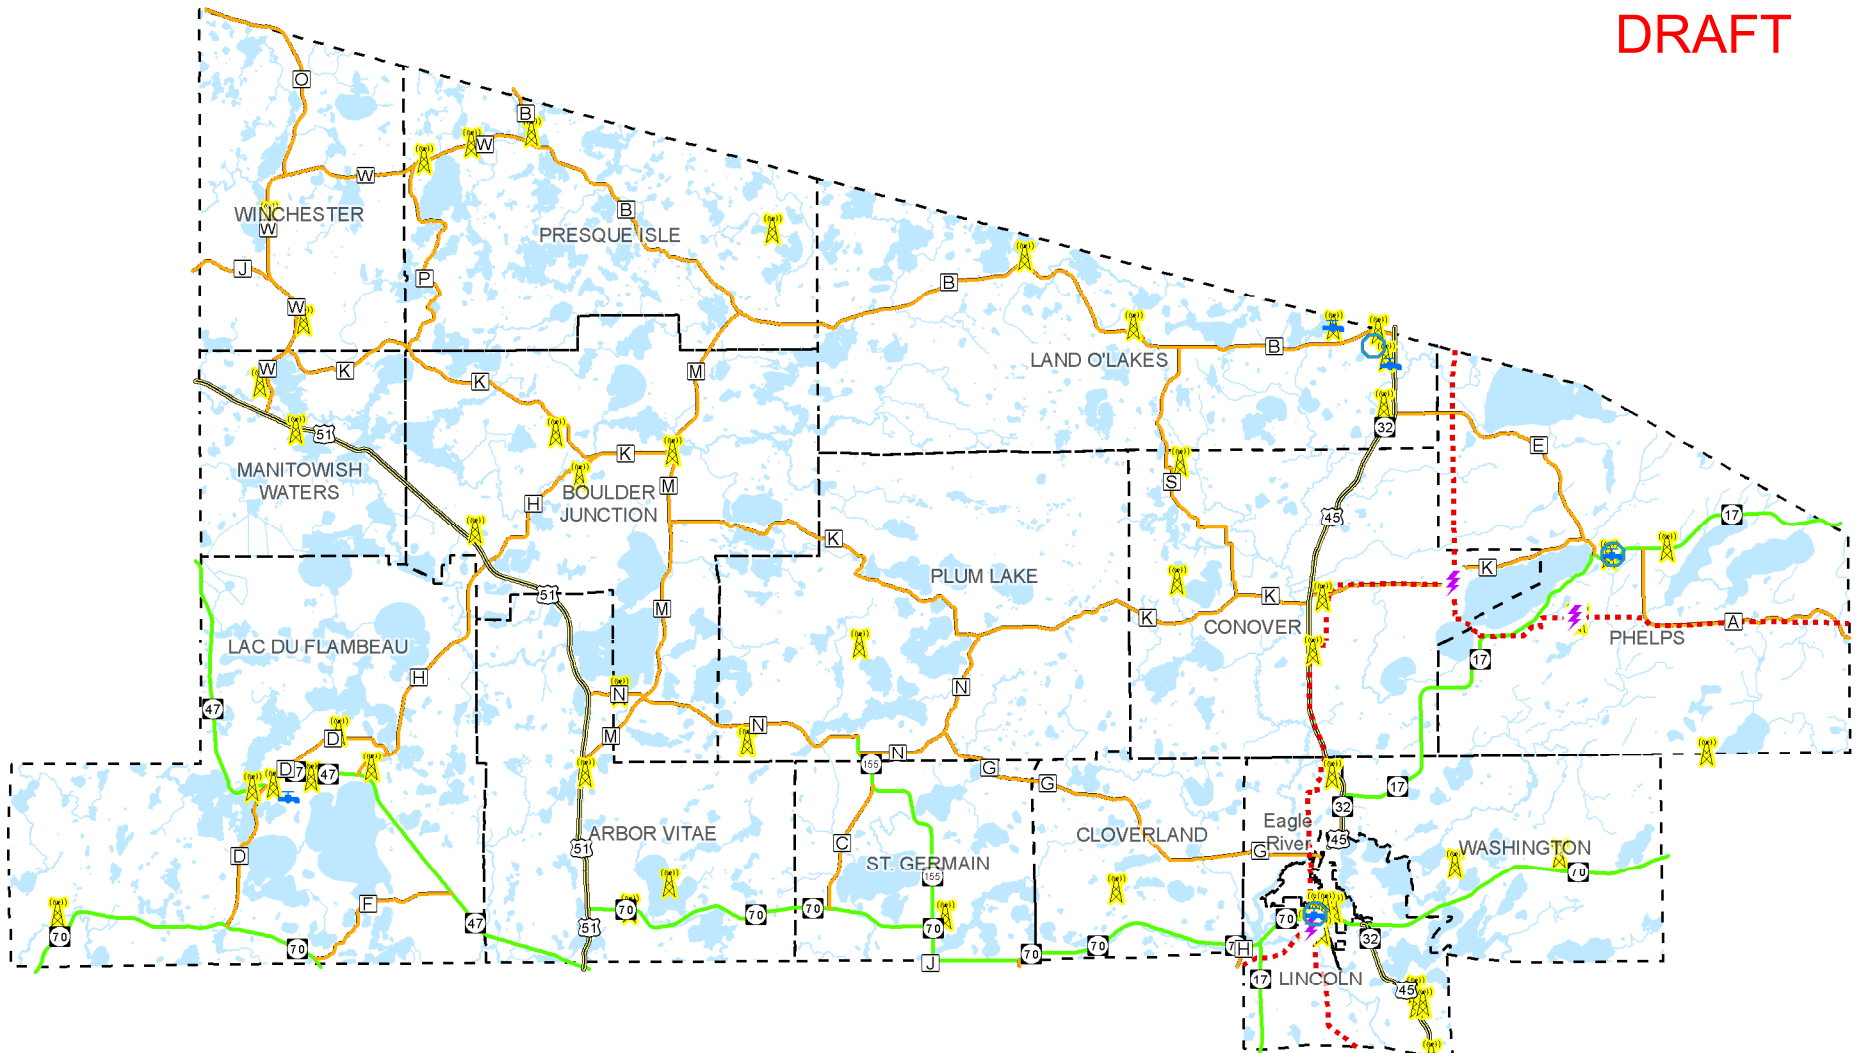 DRAFT
O
B
W
W
WINCHESTER
W
B
PRESQUE ISLE
J
P
B
W
LAND O'LAKES
B
W
K
K
M
51
32
E
MANITOWISH
WATERS
K
S
M
BOULDER
JUNCTION
H
45
17
K
PLUM LAKE
K
51
M
K
K
CONOVER
A
PHELPS
LAC DU FLAMBEAU
17
H
N
N
47
D
M
N
N
155
G
D
7
47
G
17
32
ARBOR VITAE
CLOVERLAND
Eagle
River
45
WASHINGTON
51
C
G
D
ST. GERMAIN
155
70
F
70
70
70
70
47
51
70
70
32
70
70
70
7
H
J
17
LINCOLN
45